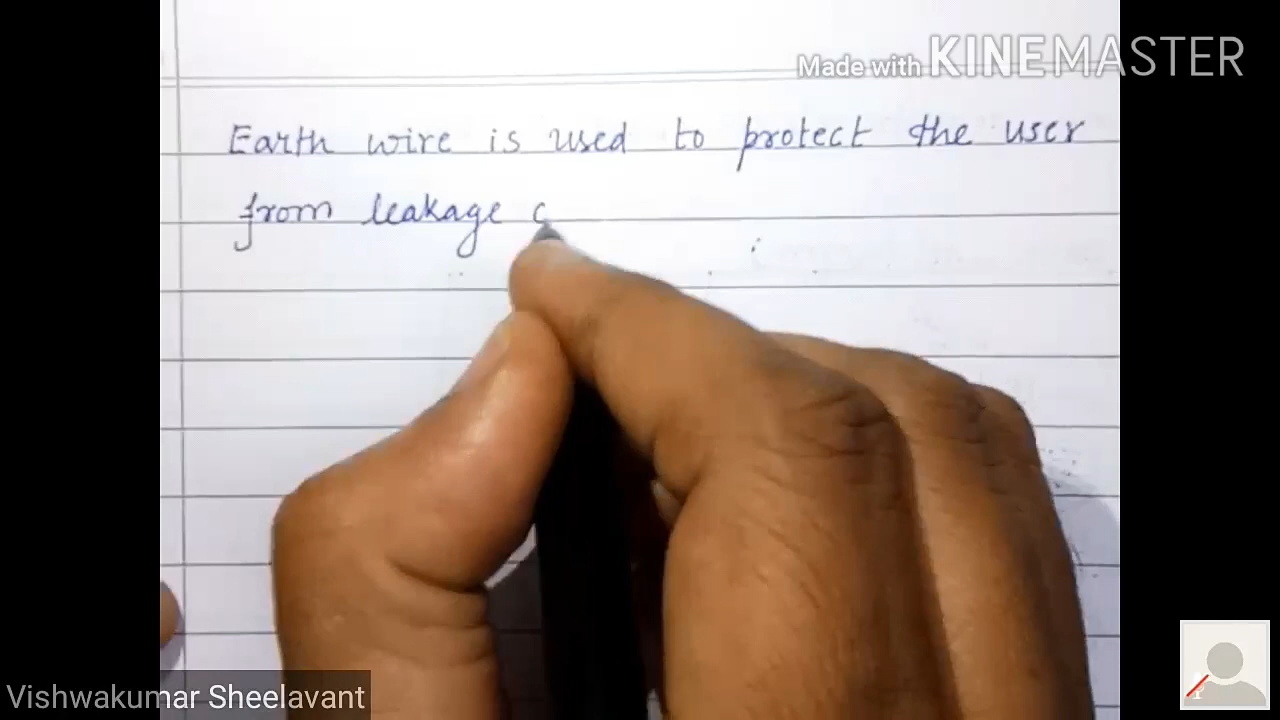 Made with KINEMASTER
Earth wire is used to protect the user
from leakage c
Vishwakumar Sheelavant